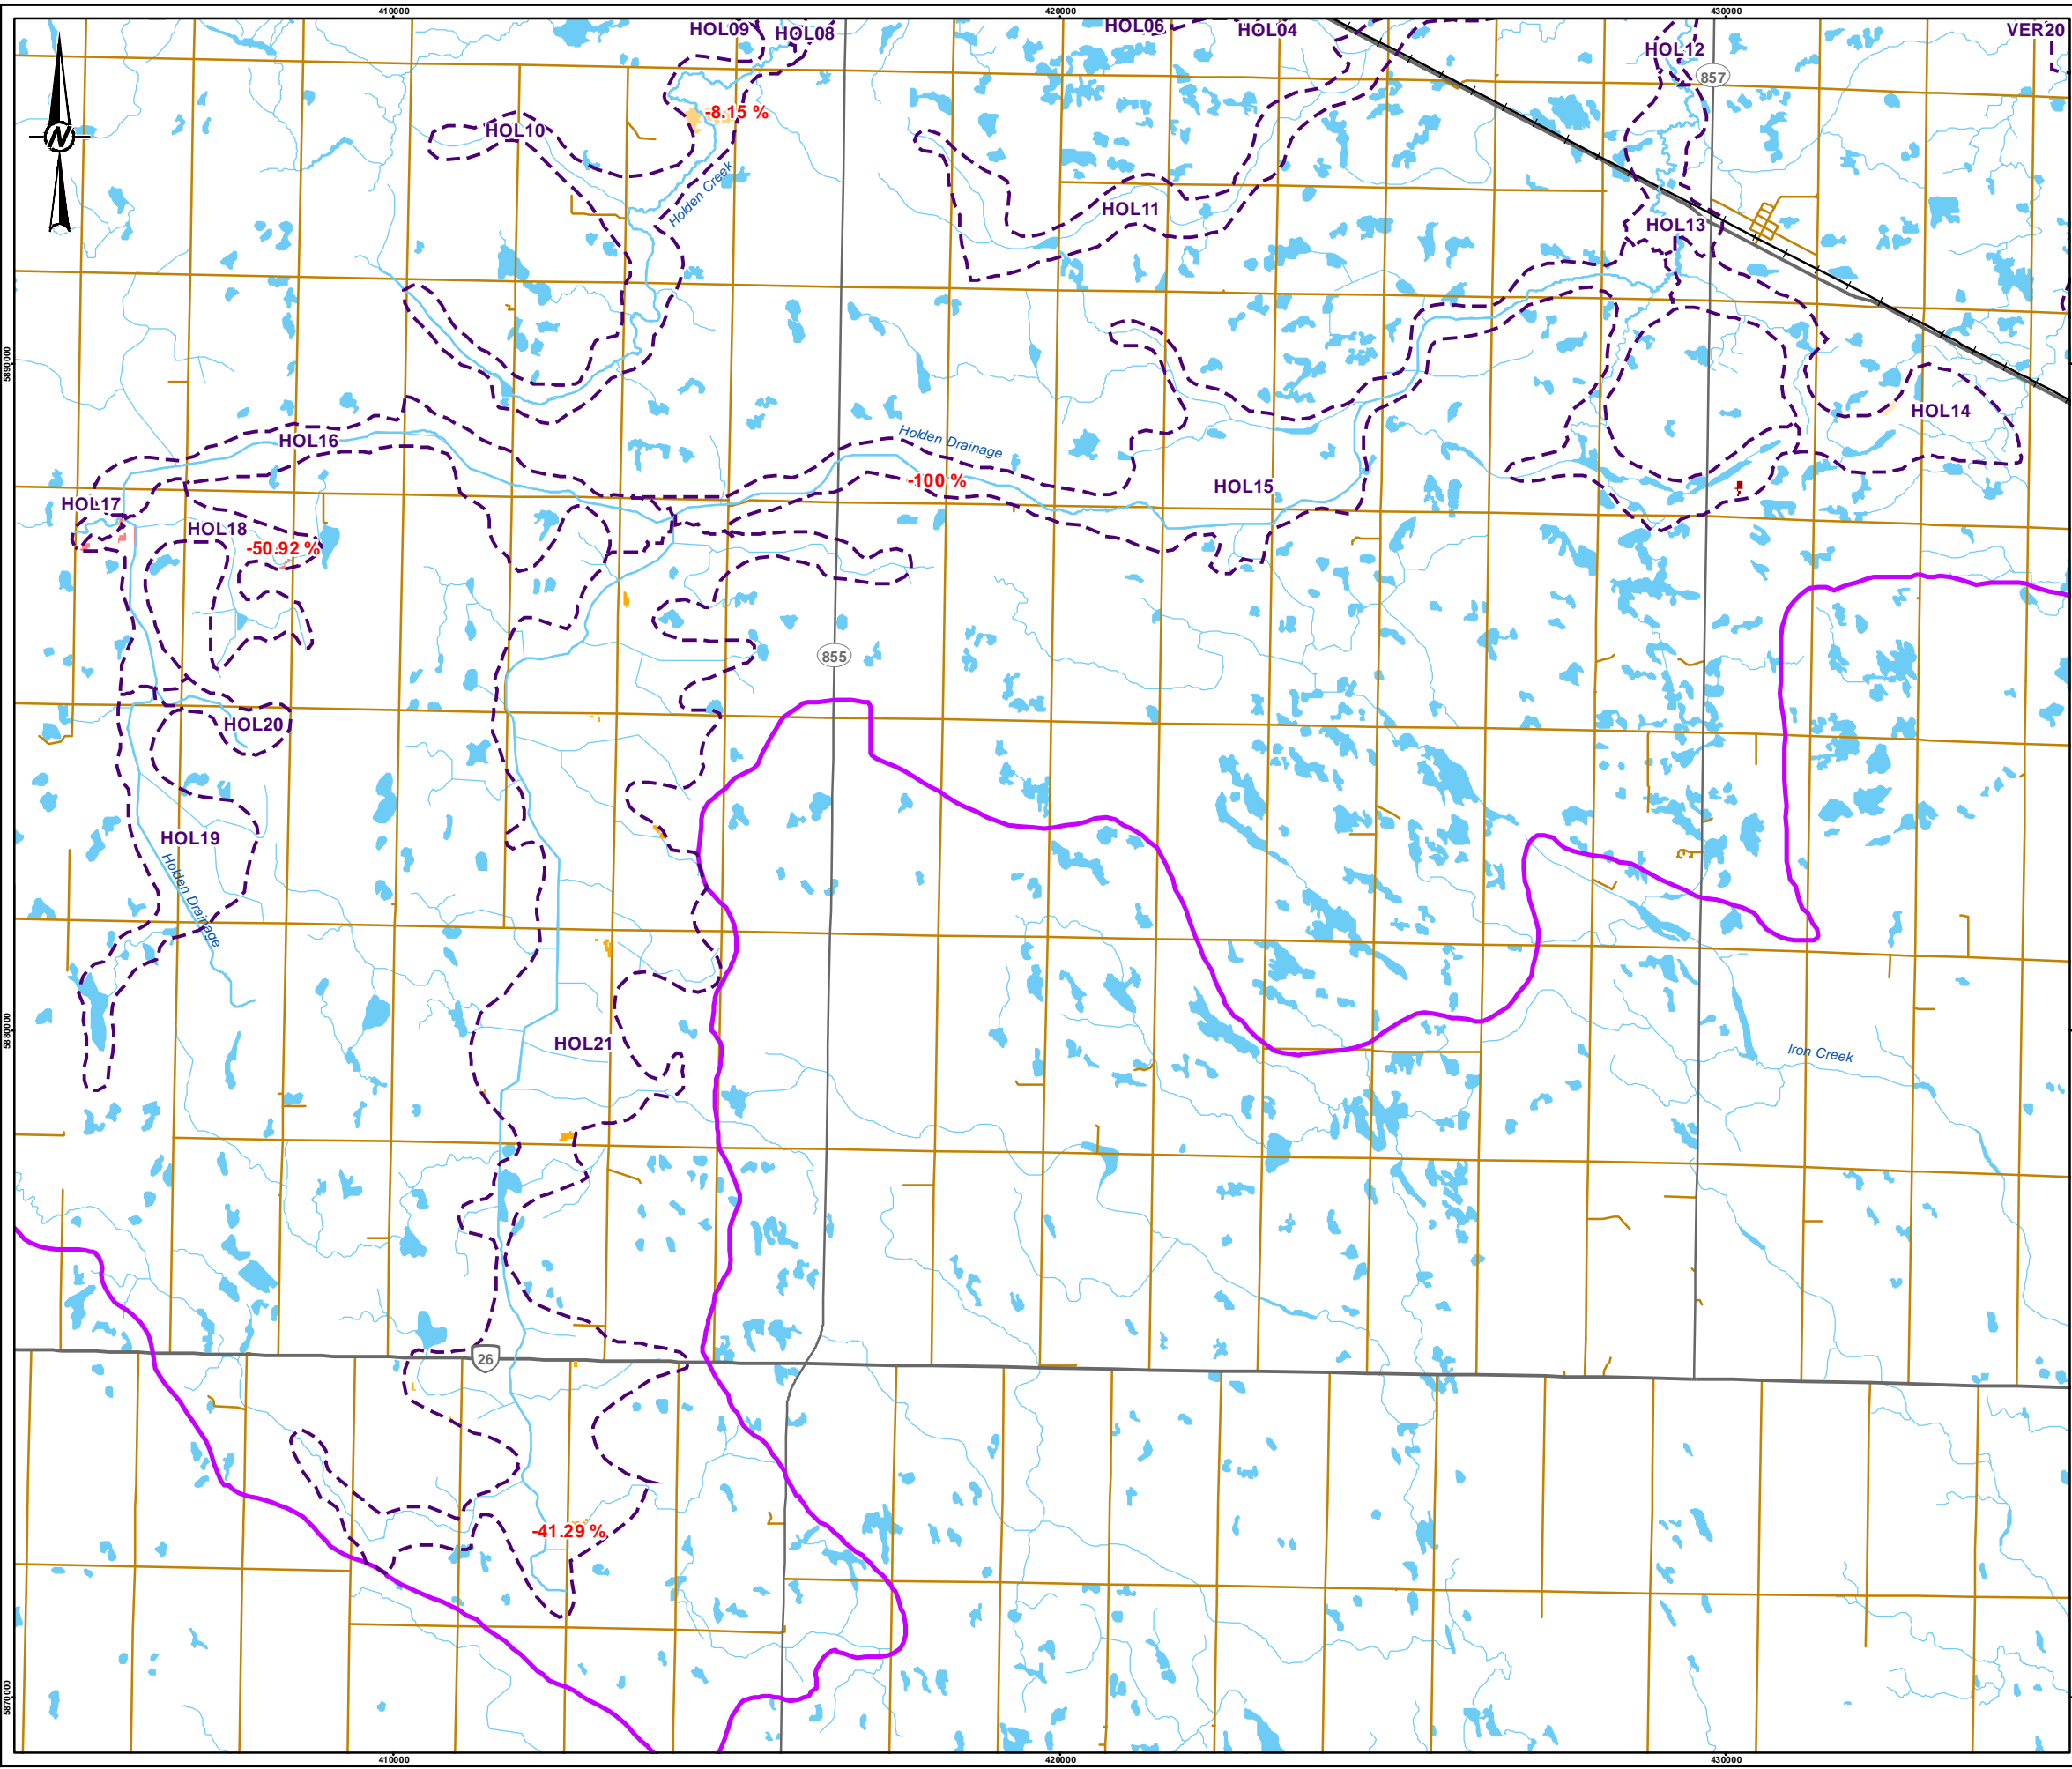 410000
420000
430000
HOL09
HOL08
HOL06
HOL04
HOL12
VER20
857
N
-8.15 %
HOL10
Holden Creek
HOL11
HOL13
5890000
HOL14
HOL16
Holden Drainage
-100 %
HOL15
HOL17
HOL18
-50.92 %
855
HOL20
HOL19
Holden Drainage
5880000
HOL21
Iron Creek
26
-41.29 %
5870000
410000
420000
430000